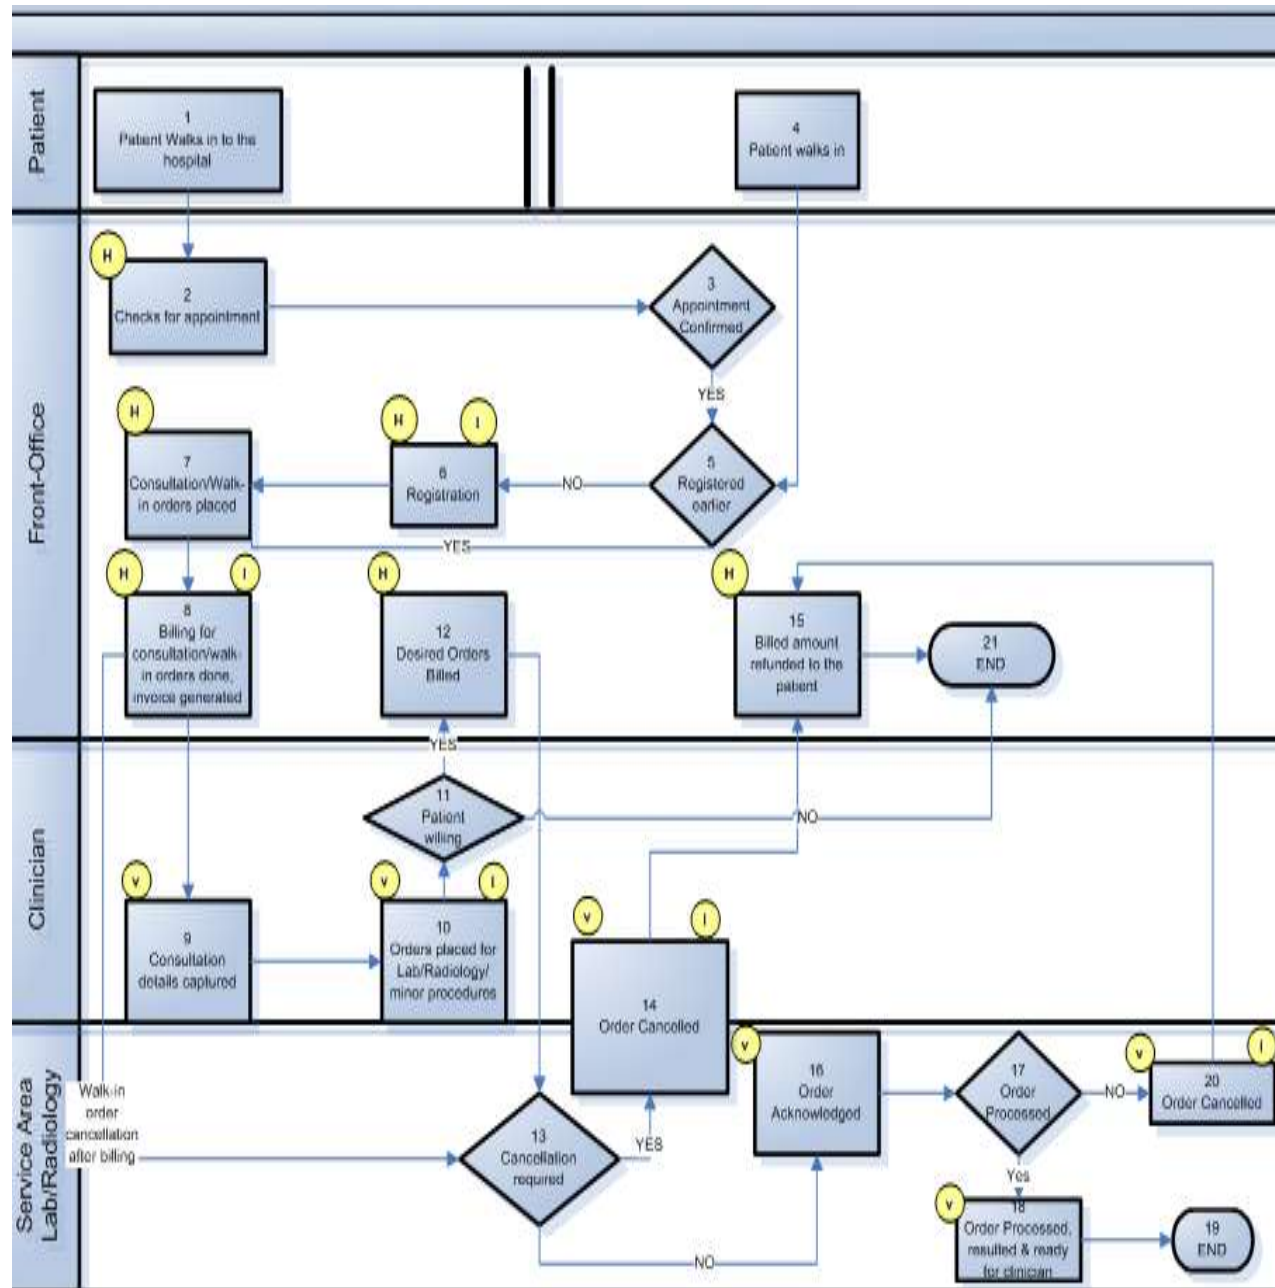 Patient
1
Patient Walks in to the
hospital
4
Patient walks in
Front-Office
H
2
Checks for appointment
3
Appointment
Confirmed
YES
H
7
Consultation/Walk-
in orders placed
H
I
6
Registration
NO
5
Registered
earlier
YES
H
I
8
Billing for
consultation/walk-
in orders done,
invoice generated
H
12
Desired Orders
Billed
H
15
Billed amount
refunded to the
patient
21
END
Clinician
YES
11
Patient
willing
NO
V
9
Consultation
details captured
V
I
10
Orders placed for
Lab/Radiology/
minor procedures
V
I
14
Order Cancelled
Service Area
Lab/Radiology
Walk-in
order
cancellation
after billing
13
Cancellation
required
YES
NO
V
16
Order
Acknowledged
17
Order
Processed
NO
V
I
20
Order Cancelled
Yes
V
18
Order Processed,
resulted & ready
for clinician
19
END